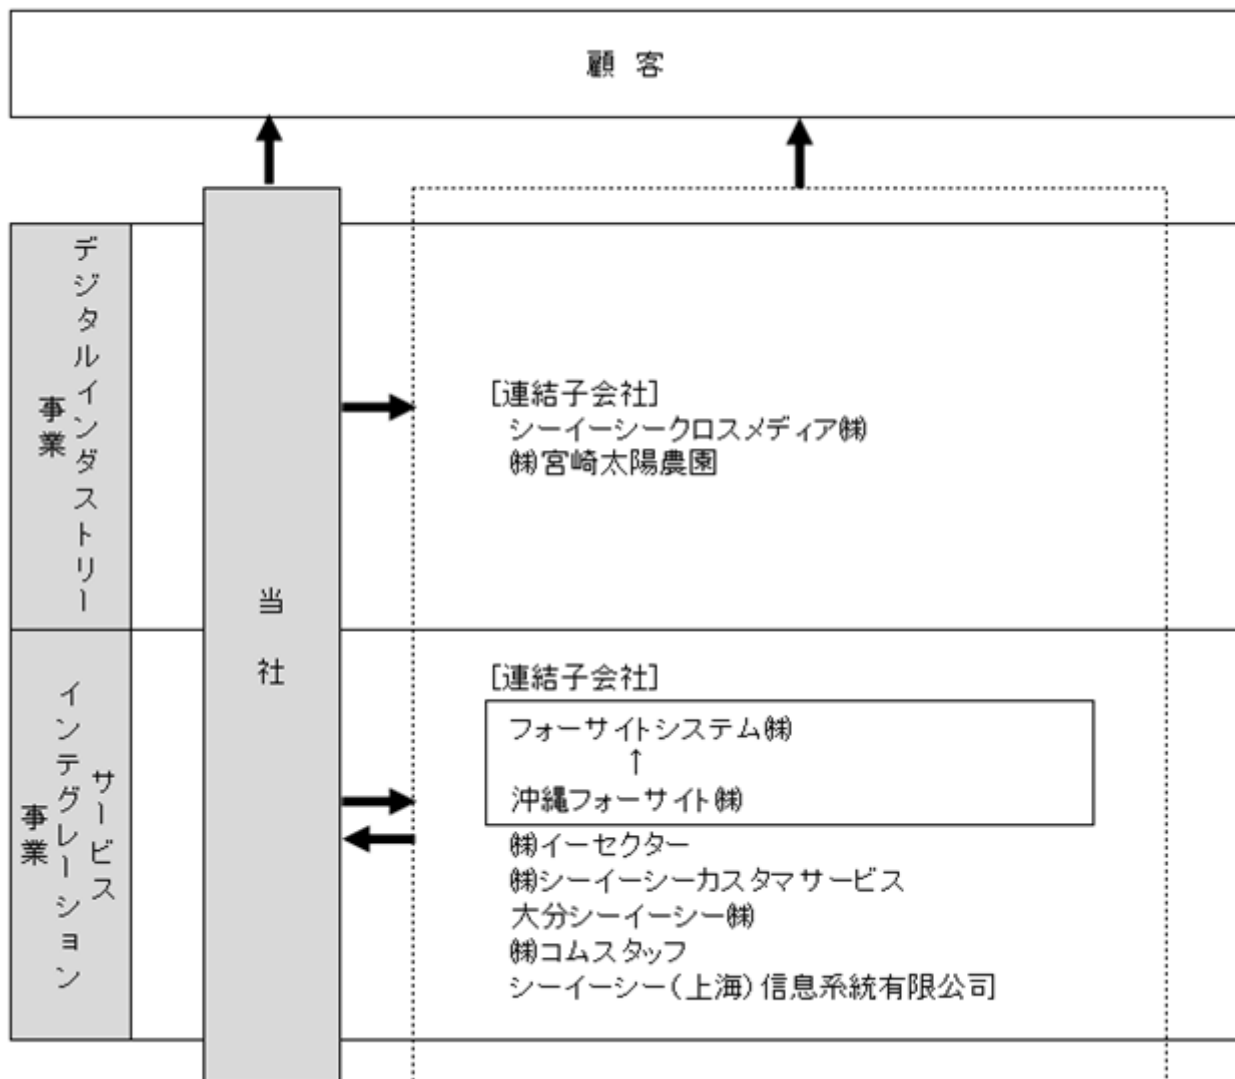 顧 客
デジタルインダストリー
事業
当社
[連結子会社]
シーイーシークロスメディア㈱
㈱宮崎太陽農園
サービス
インテグレーション
事業
[連結子会社]
フォーサイトシステム㈱
↑
沖縄フォーサイト㈱
㈱イーセクター
㈱シーイーシーカスタマサービス
大分シーイーシー㈱
㈱コムスタッフ
シーイーシー（上海）信息系統有限公司